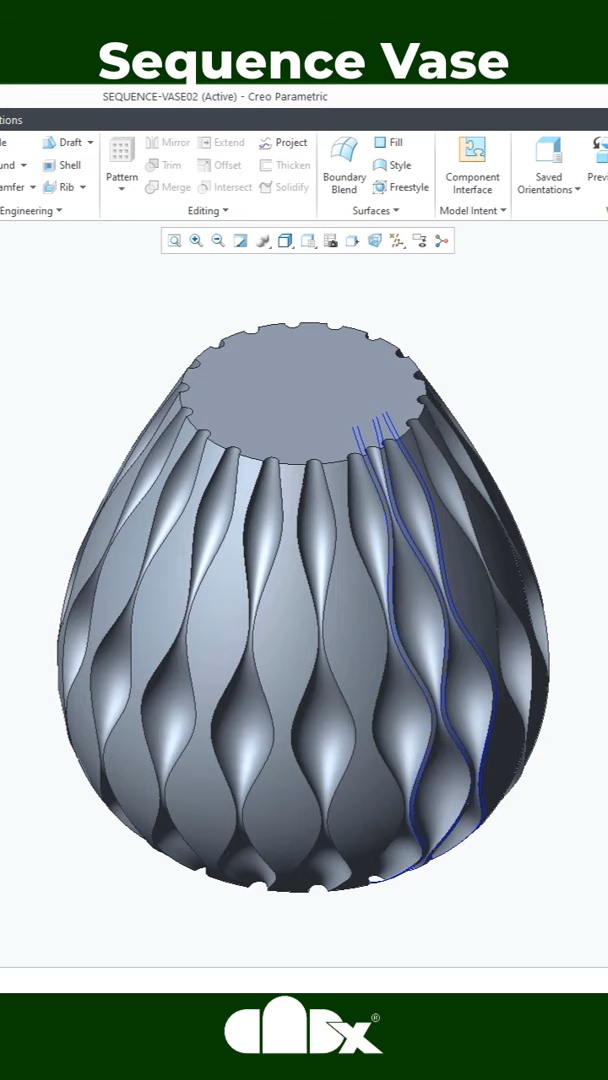 Sequence Vase
SEQUENCE-VASE02 (Active) - Creo Parametric
tions
le
Draft
Mirror
Extend
Project
Fill
und
Shell
Trim
Offset
Thicken
Style
amfer
Rib
Pattern
Merge
Intersect
Solidify
Boundary
Blend
Freestyle
Component
Interface
Saved
Orientations
Previ
Engineering
Editing
Surfaces
Model Intent
CADx®